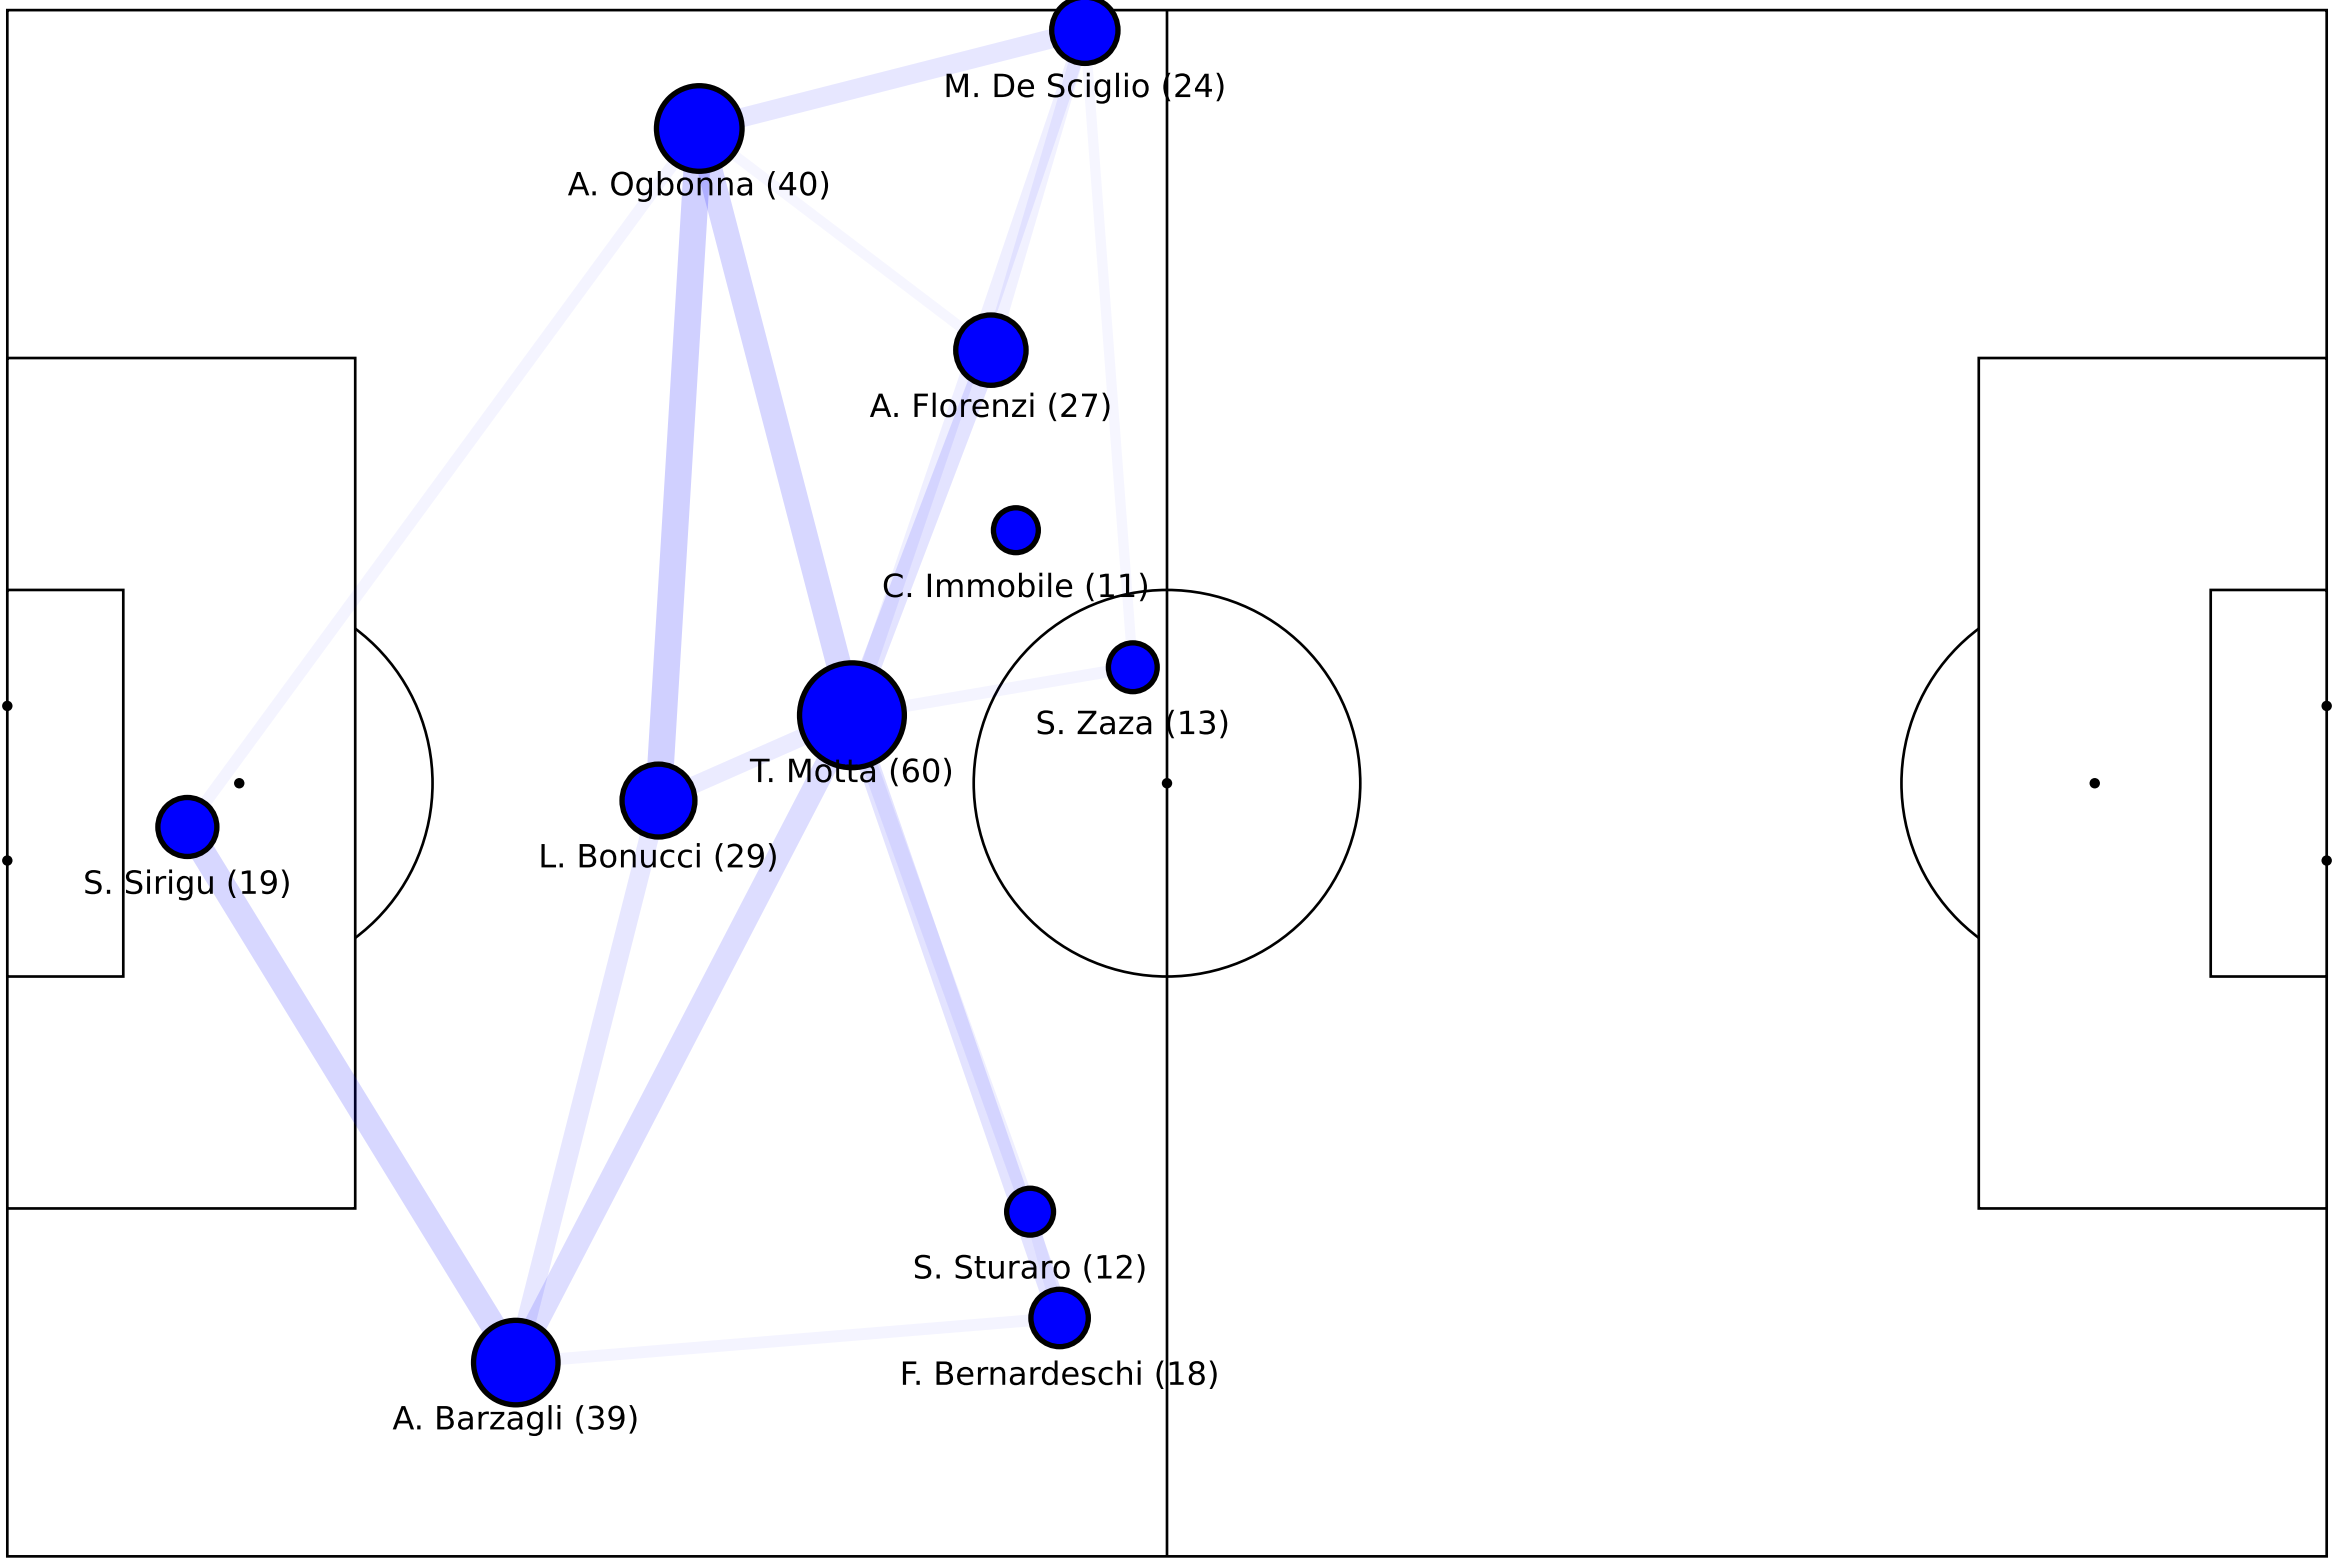 M. De Sciglio (24)
A. Ogbonna (40)
A. Florenzi (27)
C. Immobile (11)
S. Zaza (13)
T. Motta (60)
L. Bonucci (29)
S. Sirigu (19)
S. Sturaro (12)
F. Bernardeschi (18)
A. Barzagli (39)